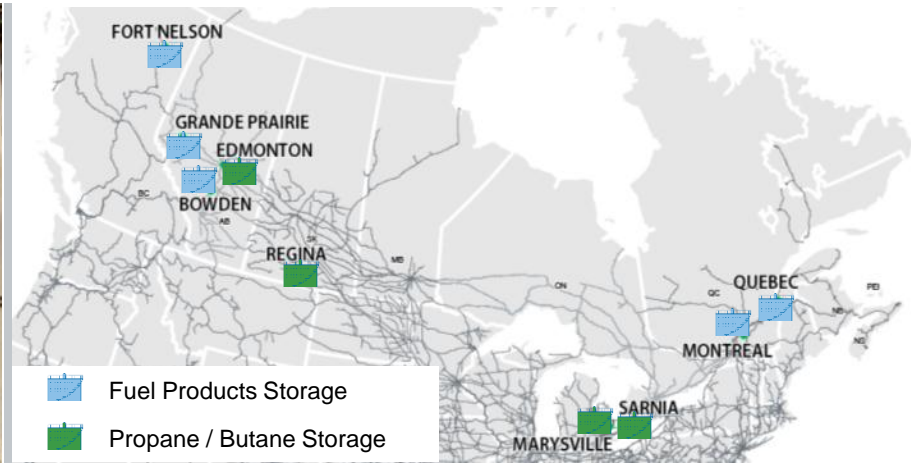 FORT NELSON
GRANDE PRAIRIE
EDMONTON
BC
BOWDEN
AB
SK
REGINA
MB
ON
QC
QUEBEC
PEI
NB
NS
MONTREAL
Fuel Products Storage
SARNIA
MARYSVILLE
Propane / Butane Storage